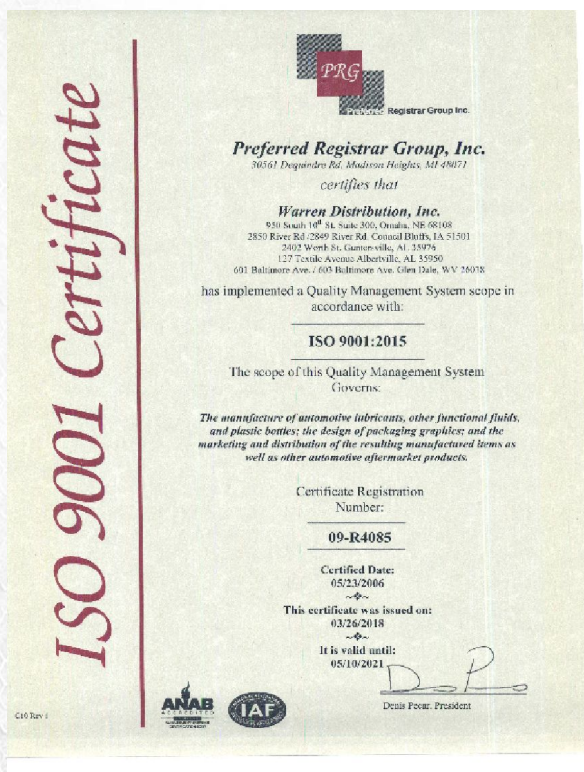 ISO 9001 Certificate
PRG
Registrar Group Inc.
Preferred Registrar Group, Inc.
30561 Dequindre Rd, Madison Heights, MI 48071
certifies that
Warren Distribution, Inc.
950 South 10th St. Suite 300, Omaha, NE 68108
2850 River Rd /2849 River Rd. Council Bluffs, IA 51501
2402 Worth St. Guntersville, AL 35976
127 Textile Avenue Albertville, AL 35950
601 Baltimore Ave. / 603 Baltimore Ave. Glen Dale, WV 26038
has implemented a Quality Management System scope in
accordance with:
ISO 9001:2015
The scope of this Quality Management System
Governs:
The manufacture of automotive lubricants, other functional fluids,
and plastic bottles; the design of packaging graphics; and the
marketing and distribution of the resulting manufactured items as
well as other automotive aftermarket products.
Certificate Registration
Number:
09-R4085
Certified Date:
05/23/2006
This certificate was issued on:
03/26/2018
It is valid until:
05/10/2021
Denis Pecar, President
ANAB
ACCREDITED
IAF
C10 Rev 1